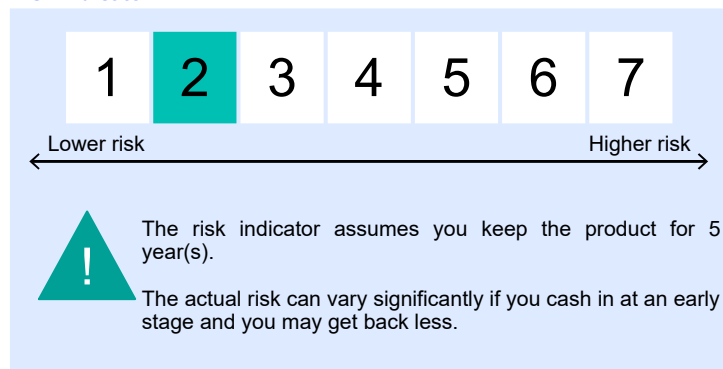 1 2 3 4 5 6 7
Lower risk Higher risk
The risk indicator assumes you keep the product for 5
year(s).
!
The actual risk can vary significantly if you cash in at an early
stage and you may get back less.